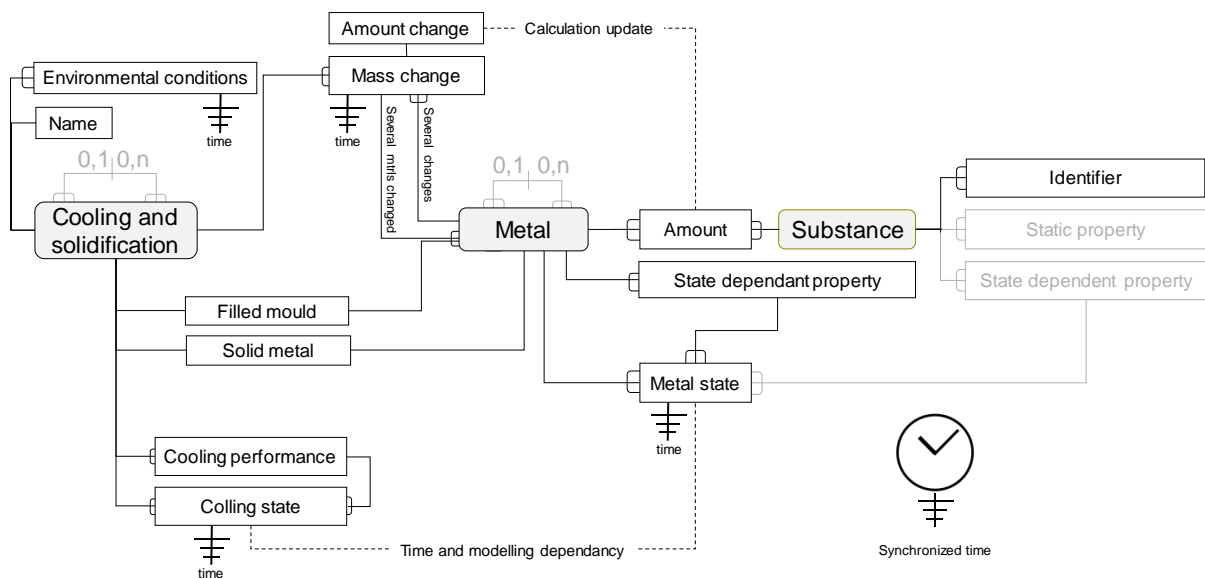 Amount change
Calculation update
Environmental conditions
Mass change
time
Name
time
Several mtrls changed
Several changes
0,1 0,n
0,1 0,n
Cooling and
solidification
Metal
Amount
Substance
Identifier
Static property
State dependant property
State dependent property
Filled mould
Solid metal
Metal state
time
Cooling performance
Colling state
time
Time and modelling dependancy
Synchronized time